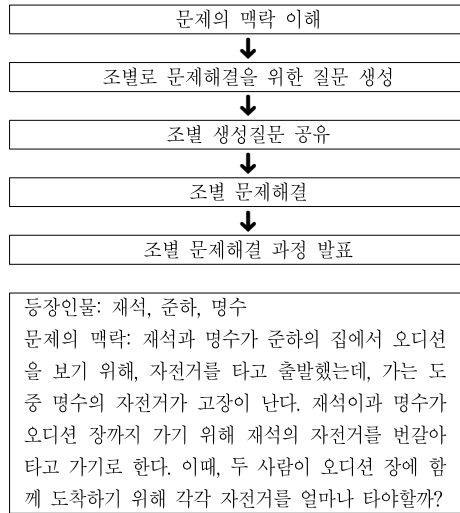 문제의 맥락 이해
조별로 문제해결을 위한 질문 생성
조별 생성질문 공유
조별 문제해결
조별 문제해결 과정 발표
등장인물: 재석, 준하, 명수
문제의 맥락: 재석과 명수가 준하의 집에서 오디션
을 보기 위해, 자전거를 타고 출발했는데, 가는 도
중 명수의 자전거가 고장이 난다. 재석이과 명수가
오디션 장까지 가기 위해 재석의 자전거를 번갈아
타고 가기로 한다. 이때, 두 사람이 오디션 장에 함
께 도착하기 위해 각각 자전거를 얼마나 타야할까?